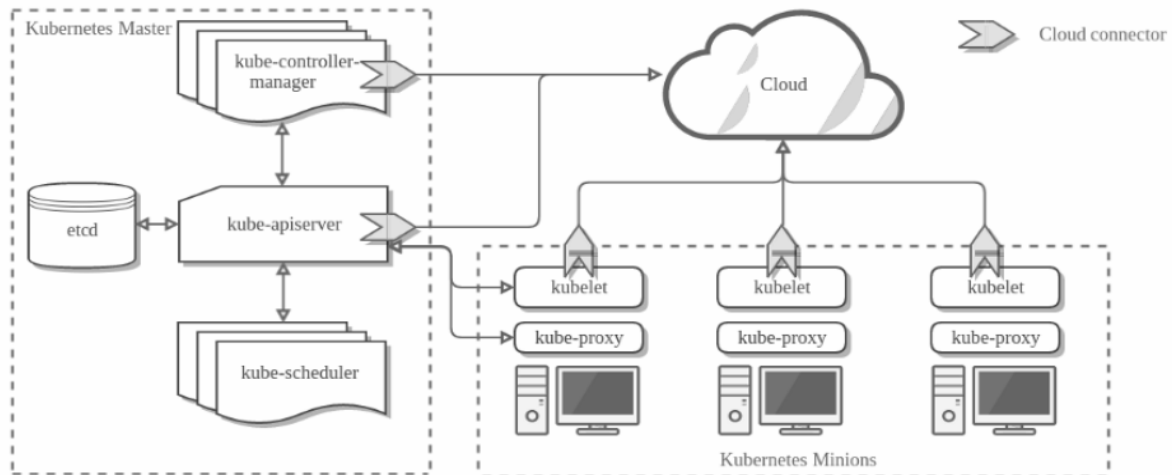 Kubernetes Master
kube-controller-
manager
Cloud
Cloud connector
etcd
kube-apiserver
kube-scheduler
kubelet
kubelet
kubelet
kube-proxy
kube-proxy
kube-proxy
Kubernetes Minions